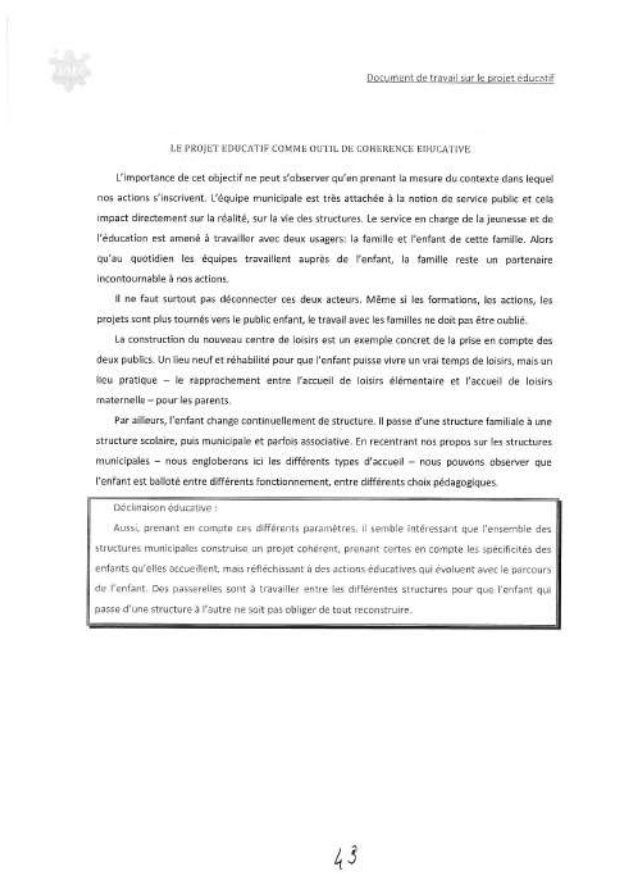 Document de travail sur le projet éducatif
LE PROJET EDUCATIF COMME OUTIL DE COHERENCE EDUCATIVE
L'importance de cet objectif ne peut s'observer qu'en prenant la mesure du contexte dans lequel
nos actions s'inscrivent. L'équipe municipale est très attachée à la notion de service public et cela
impact directement sur la réalité, sur la vie des structures. Le service en charge de la jeunesse et de
l'éducation est amené à travailler avec deux usagers: la famille et l'enfant de cette famille. Alors
qu'au quotidien les équipes travaillent auprès de l'enfant, la famille reste un partenaire
incontournable à nos actions.
Il ne faut surtout pas déconnecter ces deux acteurs. Même si les formations, les actions, les
projets sont plus tournés vers le public enfant, le travail avec les familles ne doit pas être oublié.
La construction du nouveau centre de loisirs est un exemple concret de la prise en compte des
deux publics. Un lieu neuf et réhabilité pour que l'enfant puisse vivre un vrai temps de loisirs, mais un
lieu pratique – le rapprochement entre l'accueil de loisirs élémentaire et l'accueil de loisirs
maternelle – pour les parents.
Par ailleurs, l'enfant change continuellement de structure. Il passe d'une structure familiale à une
structure scolaire, puis municipale et parfois associative. En recentrant nos propos sur les structures
municipales – nous engloberons ici les différents types d'accueil – nous pouvons observer que
l'enfant est balloté entre différents fonctionnement, entre différents choix pédagogiques.
Déclinaison éducative :
Aussi, prenant en compte ces différents paramètres, il semble intéressant que l'ensemble des
structures municipales construise un projet cohérent, prenant certes en compte les spécificités des
enfants qu'elles accueillent, mais réfléchissant à des actions éducatives qui évoluent avec le parcours
de l'enfant. Des passerelles sont à travailler entre les différentes structures pour que l'enfant qui
passe d'une structure à l'autre ne soit pas obliger de tout reconstruire.
43